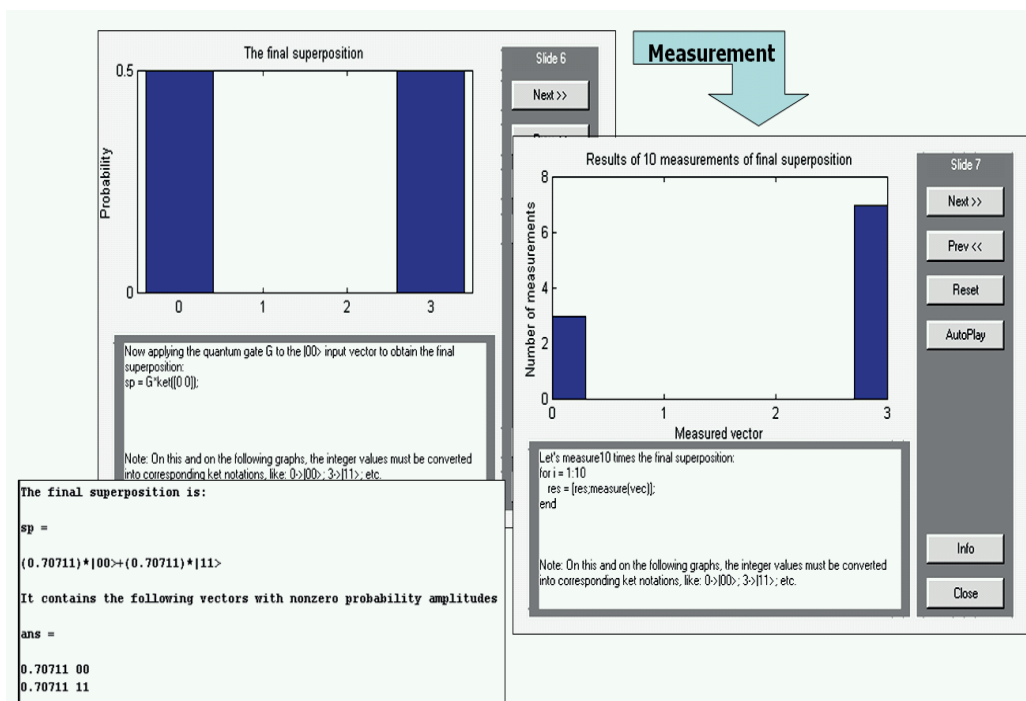 The final superposition
Slide 6
Next >>
0.5
0
Probability
0 1 2 3
Now applying the quantum gate G to the |00> input vector to obtain the final
superposition:
sp = G*ket([0 0]);
Note: On this and on the following graphs, the integer values must be converted
into corresponding ket notations, like: 0->|00>; 3->|11>; etc.
Measurement
Results of 10 measurements of final superposition
Slide 7
Next >>
Prev <<
Reset
AutoPlay
8
6
4
2
0
Number of measurements
0 1 2 3
Measured vector
Let's measure10 times the final superposition:
for i = 1:10
res = [res;measure(vec)];
end
Note: On this and on the following graphs, the integer values must be converted
into corresponding ket notations, like: 0->|00>; 3->|11>; etc.
Info
Close
The final superposition is:
sp =
(0.70711)*|00>+(0.70711)*|11>
It contains the following vectors with nonzero probability amplitudes
ans =
0.70711 00
0.70711 11